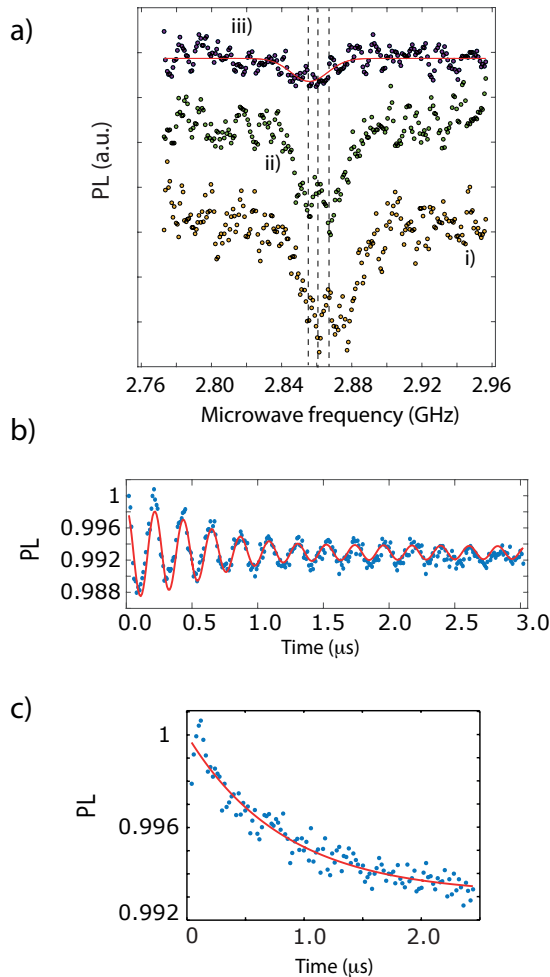 a)
iii)
ii)
i)
PL (a.u.)
2.76 2.80 2.84 2.88 2.92 2.96
Microwave frequency (GHz)
b)
1
0.996
0.992
0.988
PL
0.0 0.5 1.0 1.5 2.0 2.5 3.0
Time (μs)
c)
1
0.996
0.992
PL
0 1.0 2.0
Time (μs)